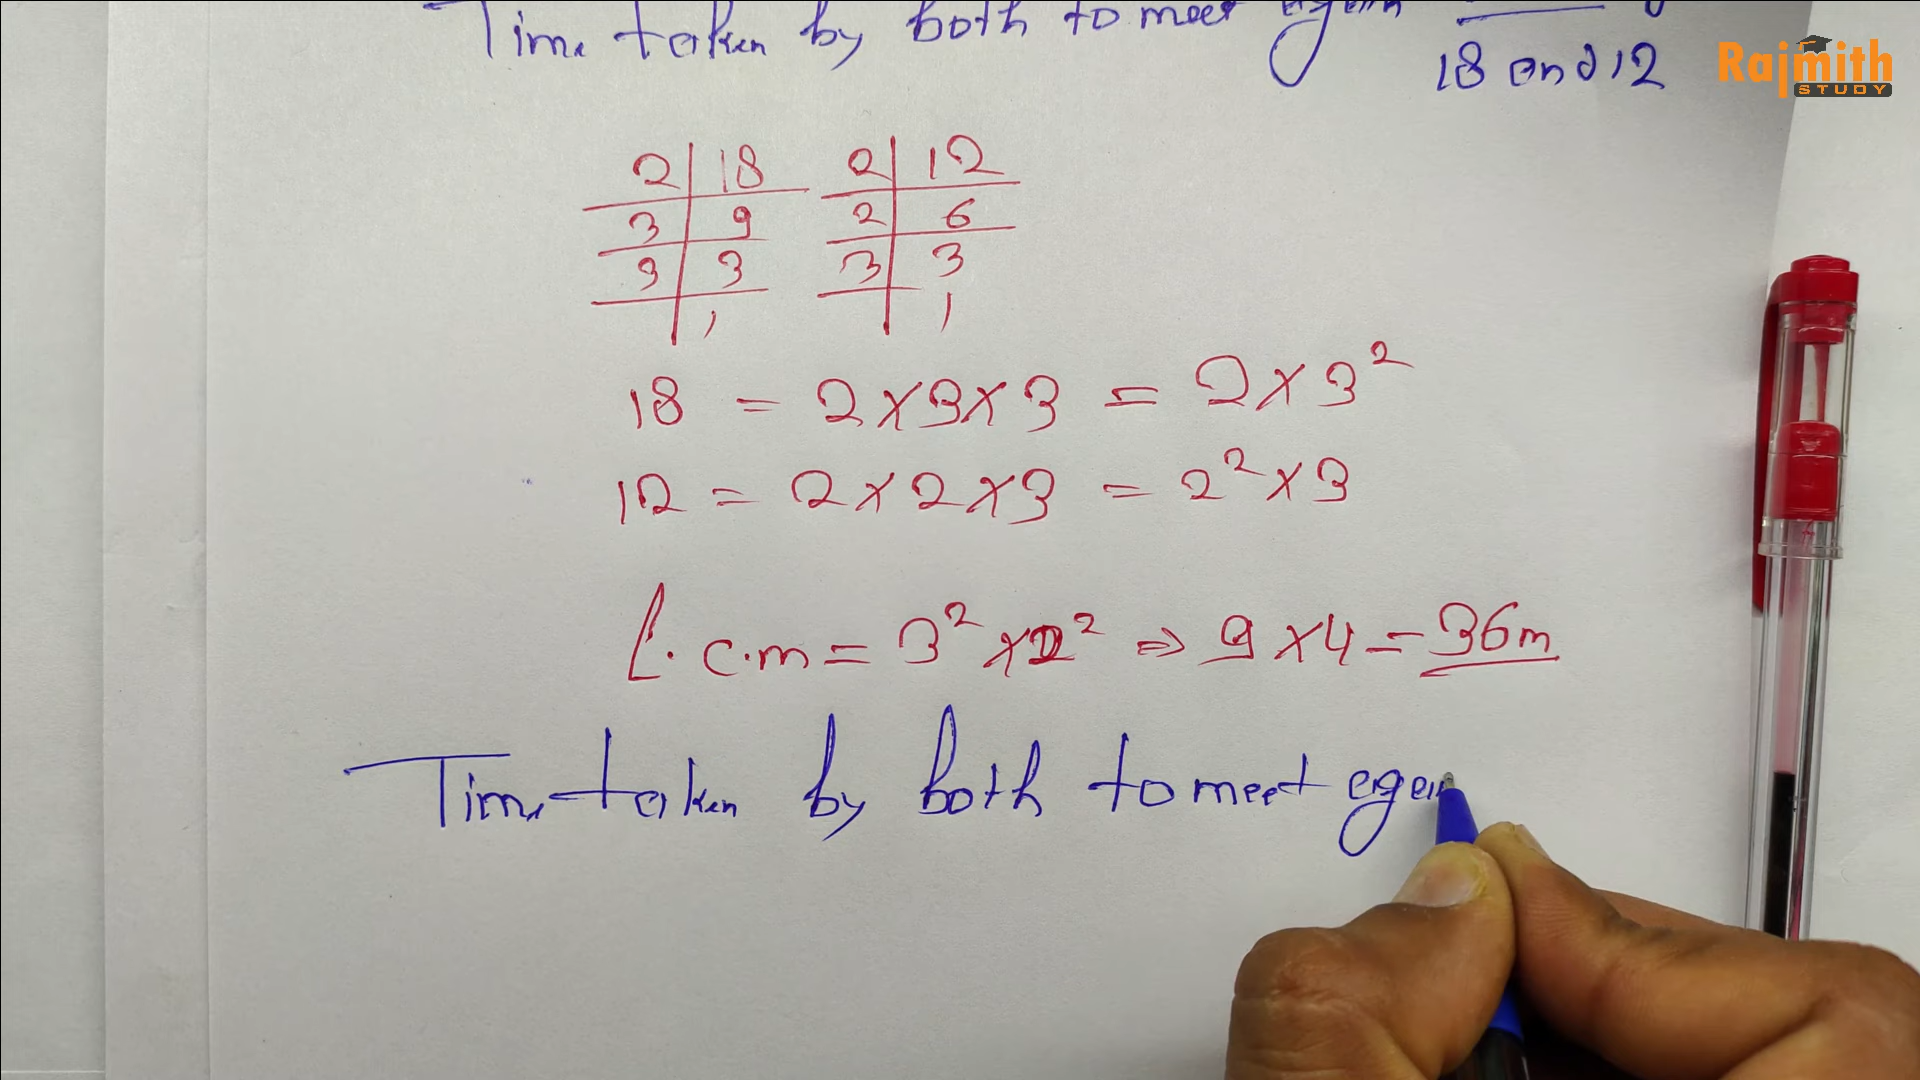 Time taken by both to meet again
18 and 12
Rajmith
STUDY
2 18 2 12
3 9 2 6
3 3 3 3
1 1
18 = 2 x 3 x 3 = 2 x 3²
12 = 2 x 2 x 3 = 2² x 3
L.c.m = 3² x 2² => 9 x 4 = 36m
Time taken by both to meet again